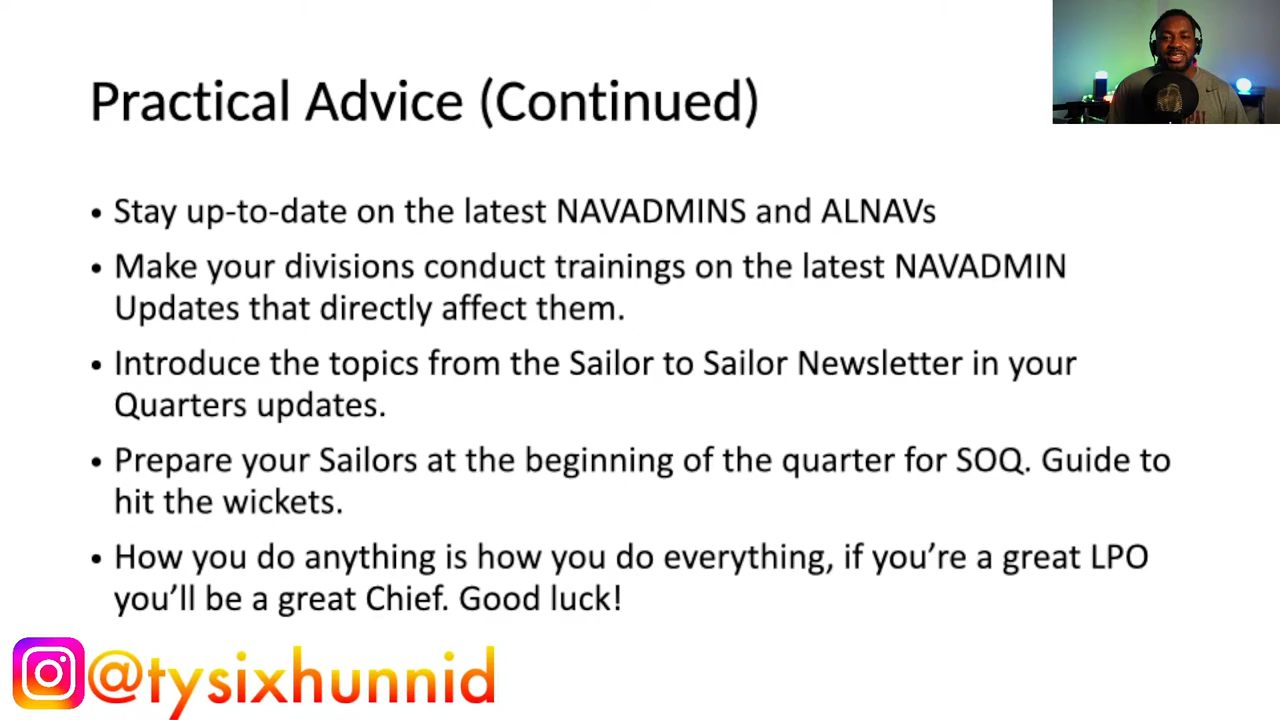 Practical Advice (Continued)
• Stay up-to-date on the latest NAVADMINS and ALNAVs
• Make your divisions conduct trainings on the latest NAVADMIN
Updates that directly affect them.
• Introduce the topics from the Sailor to Sailor Newsletter in your
Quarters updates.
• Prepare your Sailors at the beginning of the quarter for SOQ. Guide to
hit the wickets.
• How you do anything is how you do everything, if you’re a great LPO
you’ll be a great Chief. Good luck!
@tysixhunnid